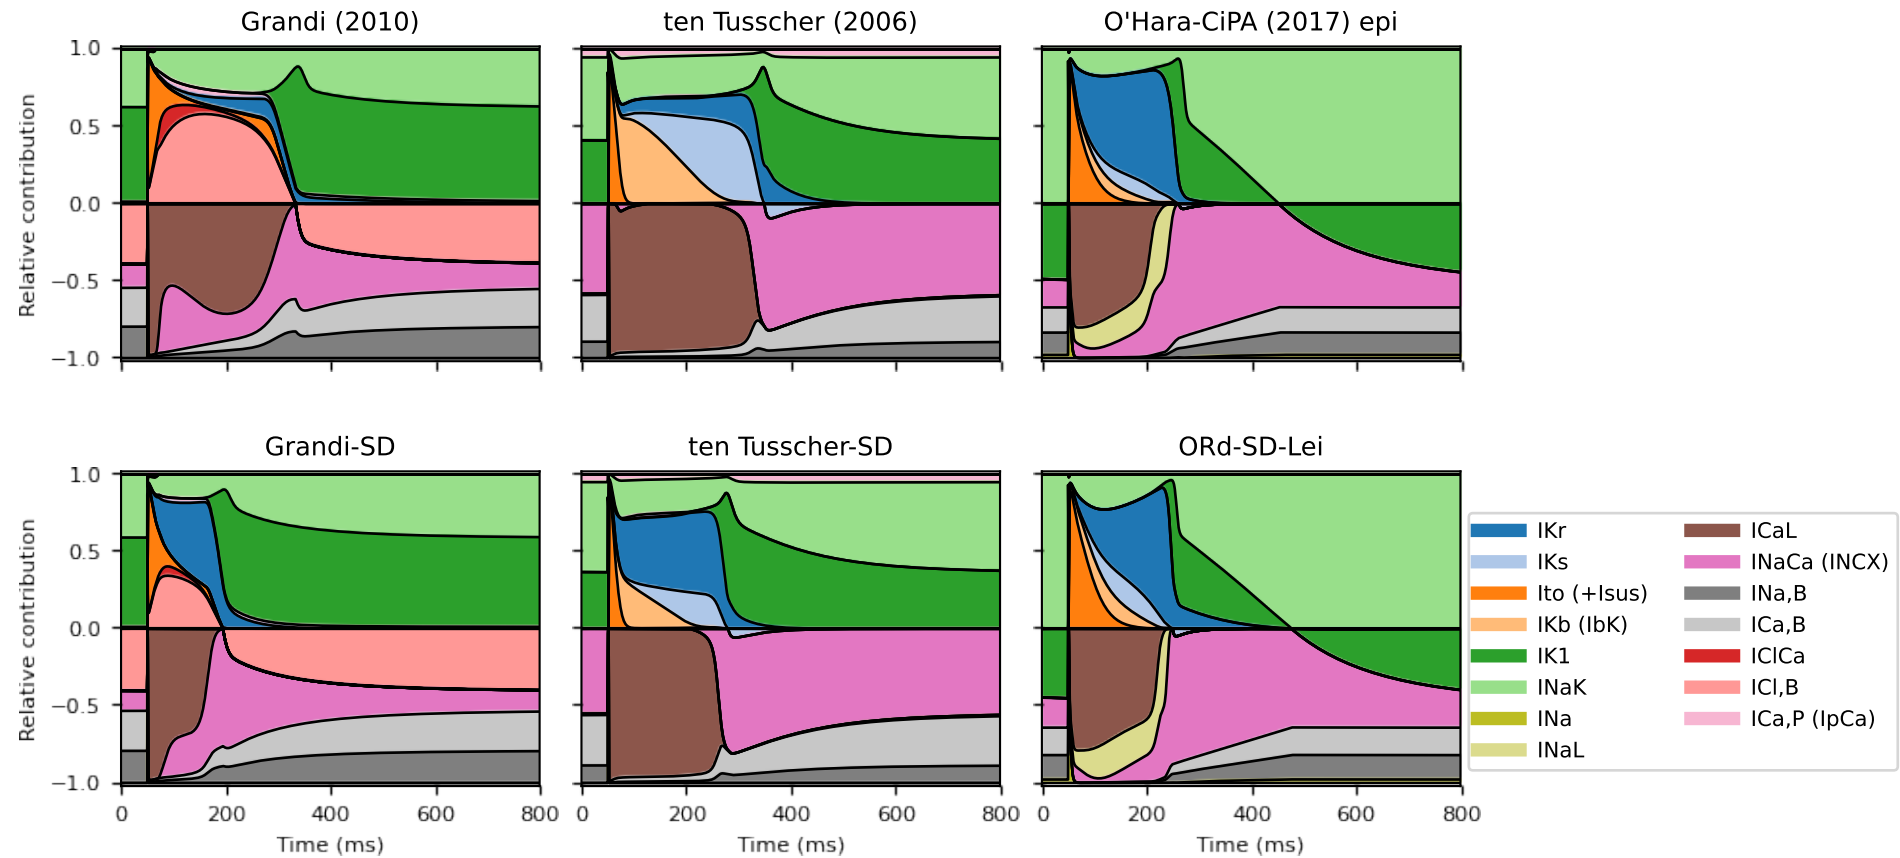 Grandi (2010)
ten Tusscher (2006)
O'Hara-CiPA (2017) epi
Relative contribution
1.0
0.5
0.0
−0.5
−1.0
Grandi-SD
ten Tusscher-SD
ORd-SD-Lei
Relative contribution
1.0
0.5
0.0
−0.5
−1.0
0 200 400 600 800
0 200 400 600 800
0 200 400 600 800
Time (ms)
Time (ms)
Time (ms)
IKr
IKs
Ito (+Isus)
IKb (IbK)
IK1
INaK
INa
INaL
ICaL
INaCa (INCX)
INa,B
ICa,B
IClCa
ICl,B
ICa,P (IpCa)